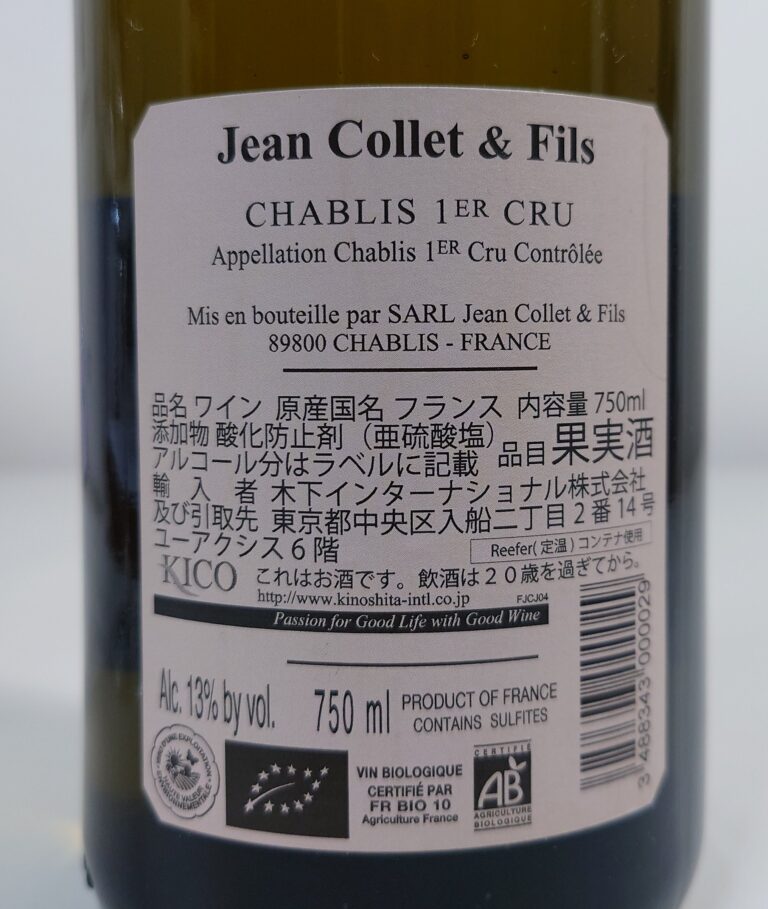 Jean Collet & Fils
CHABLIS 1ER CRU
Appellation Chablis 1ER Cru Contrôlée
Mis en bouteille par SARL Jean Collet & Fils
89800 CHABLIS - FRANCE
品名 ワイン 原産国名 フランス 内容量 750ml
添加物 酸化防止剤（亜硫酸塩） 品目 果実酒
アルコール分はラベルに記載
輸入者 木下インターナショナル株式会社
及び引取先 東京都中央区入船二丁目2番14号
ユーアクシス6階
Reefer(定温)コンテナ使用
KICO これはお酒です。飲酒は20歳を過ぎてから。
http://www.kinoshita-intl.co.jp FJCJ04
Passion for Good Life with Good Wine
3 488343 000029
Alc. 13% by vol. 750 ml
PRODUCT OF FRANCE
CONTAINS SULFITES
VIN D'UNE EXPLOITATION
HAUTE VALEUR
ENVIRONNEMENTALE
VIN BIOLOGIQUE
CERTIFIÉ PAR
FR BIO 10
Agriculture France
CERTIFIÉ
AB
AGRICULTURE
BIOLOGIQUE